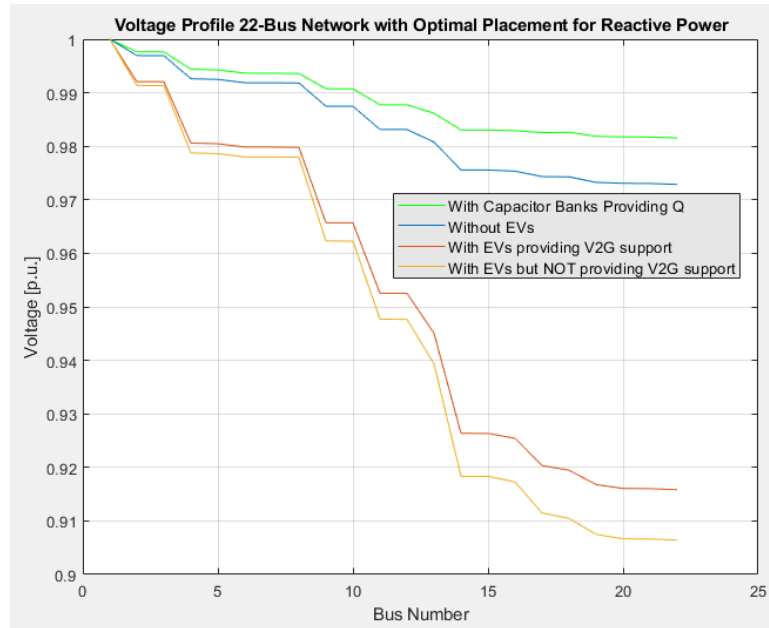 Voltage Profile 22-Bus Network with Optimal Placement for Reactive Power
1
0.99
0.98
0.97
0.96
0.95
0.94
0.93
0.92
0.91
0.9
Voltage [p.u.]
With Capacitor Banks Providing Q
Without EVs
With EVs providing V2G support
With EVs but NOT providing V2G support
0 5 10 15 20 25
Bus Number